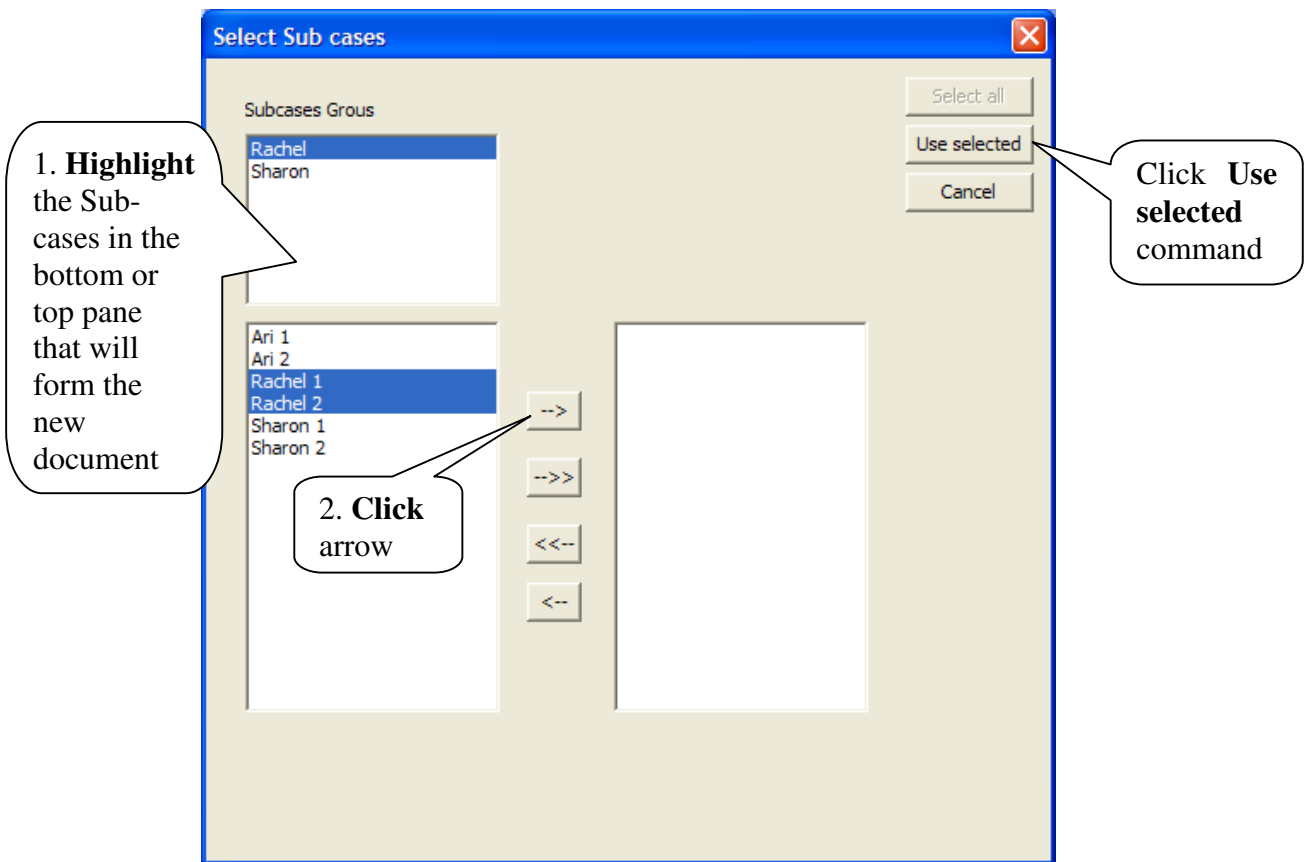 Select Sub cases
Subcases Grous
Select all
Use selected
Cancel
Rachel
Sharon
1. Highlight
the Sub-
cases in the
bottom or
top pane
that will
form the
new
document
Click Use
selected
command
Ari 1
Ari 2
Rachel 1
Rachel 2
Sharon 1
Sharon 2
-->
-->>
<<--
<--
2. Click
arrow